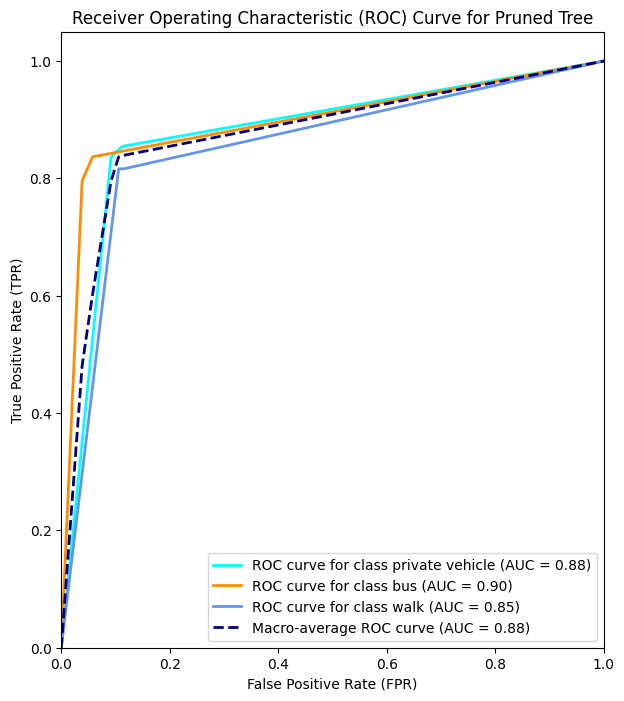 Receiver Operating Characteristic (ROC) Curve for Pruned Tree
1.0
0.8
0.6
0.4
0.2
0.0
True Positive Rate (TPR)
ROC curve for class private vehicle (AUC = 0.88)
ROC curve for class bus (AUC = 0.90)
ROC curve for class walk (AUC = 0.85)
Macro-average ROC curve (AUC = 0.88)
0.0 0.2 0.4 0.6 0.8 1.0
False Positive Rate (FPR)